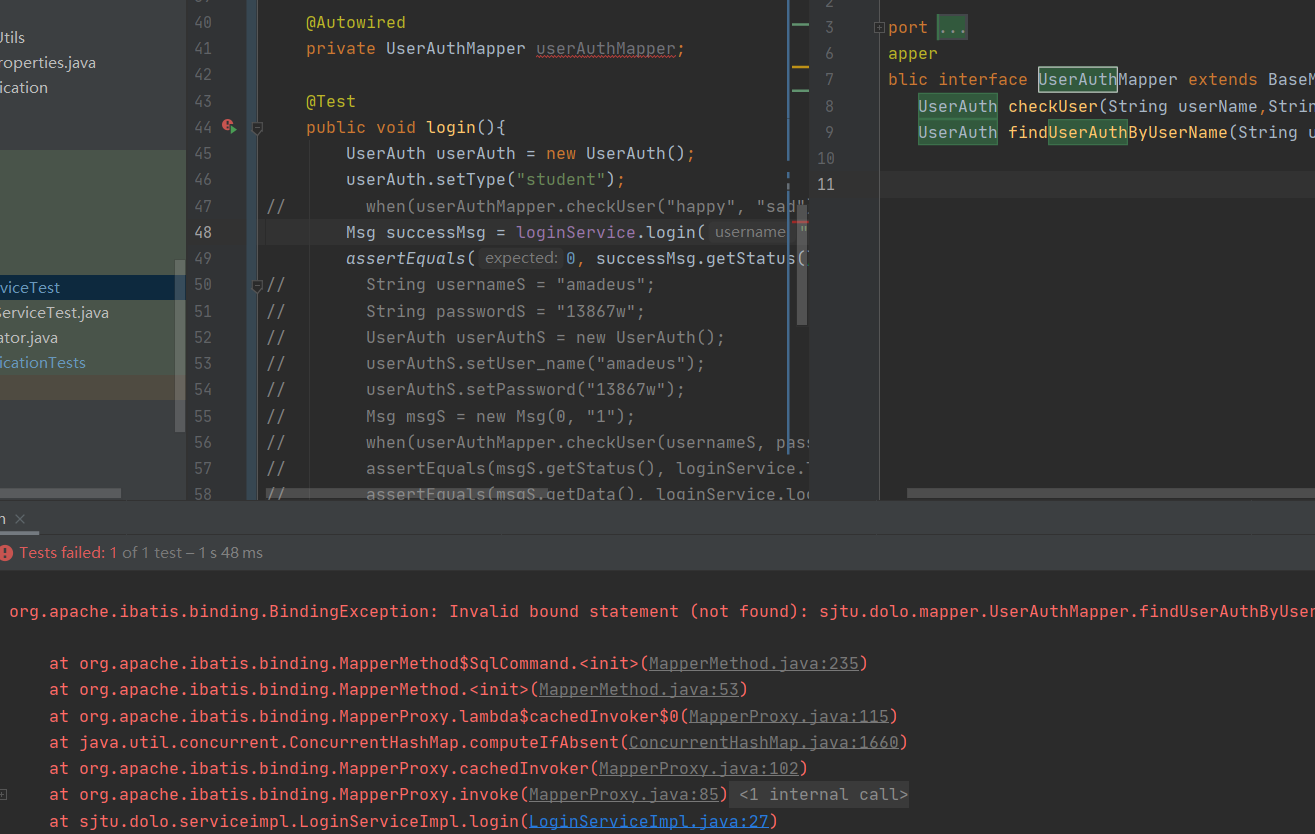 Utils
roperties.java
ication
viceTest
ServiceTest.java
ator.java
icationTests
40 @Autowired
41 private UserAuthMapper userAuthMapper;
42
43 @Test
44 public void login(){
45 UserAuth userAuth = new UserAuth();
46 userAuth.setType("student");
47 // when(userAuthMapper.checkUser("happy", "sad"
48 Msg successMsg = loginService.login( username "
49 assertEquals( expected: 0, successMsg.getStatus(
50 // String usernameS = "amadeus";
51 // String passwordS = "13867w";
52 // UserAuth userAuthS = new UserAuth();
53 // userAuthS.setUser_name("amadeus");
54 // userAuthS.setPassword("13867w");
55 // Msg msgS = new Msg(0, "1");
56 // when(userAuthMapper.checkUser(usernameS, pass
57 // assertEquals(msgS.getStatus(), loginService.l
58 // assertEquals(msgS.getData(), loginService.log
2
3 port ...
6 apper
7 blic interface UserAuthMapper extends BaseM
8 UserAuth checkUser(String userName,Strin
9 UserAuth findUserAuthByUserName(String u
10
11
n ×
Tests failed: 1 of 1 test – 1 s 48 ms
org.apache.ibatis.binding.BindingException: Invalid bound statement (not found): sjtu.dolo.mapper.UserAuthMapper.findUserAuthByUser
at org.apache.ibatis.binding.MapperMethod$SqlCommand.<init>(MapperMethod.java:235)
at org.apache.ibatis.binding.MapperMethod.<init>(MapperMethod.java:53)
at org.apache.ibatis.binding.MapperProxy.lambda$cachedInvoker$0(MapperProxy.java:115)
at java.util.concurrent.ConcurrentHashMap.computeIfAbsent(ConcurrentHashMap.java:1660)
at org.apache.ibatis.binding.MapperProxy.cachedInvoker(MapperProxy.java:102)
at org.apache.ibatis.binding.MapperProxy.invoke(MapperProxy.java:85) <1 internal call>
at sjtu.dolo.serviceimpl.LoginServiceImpl.login(LoginServiceImpl.java:27)